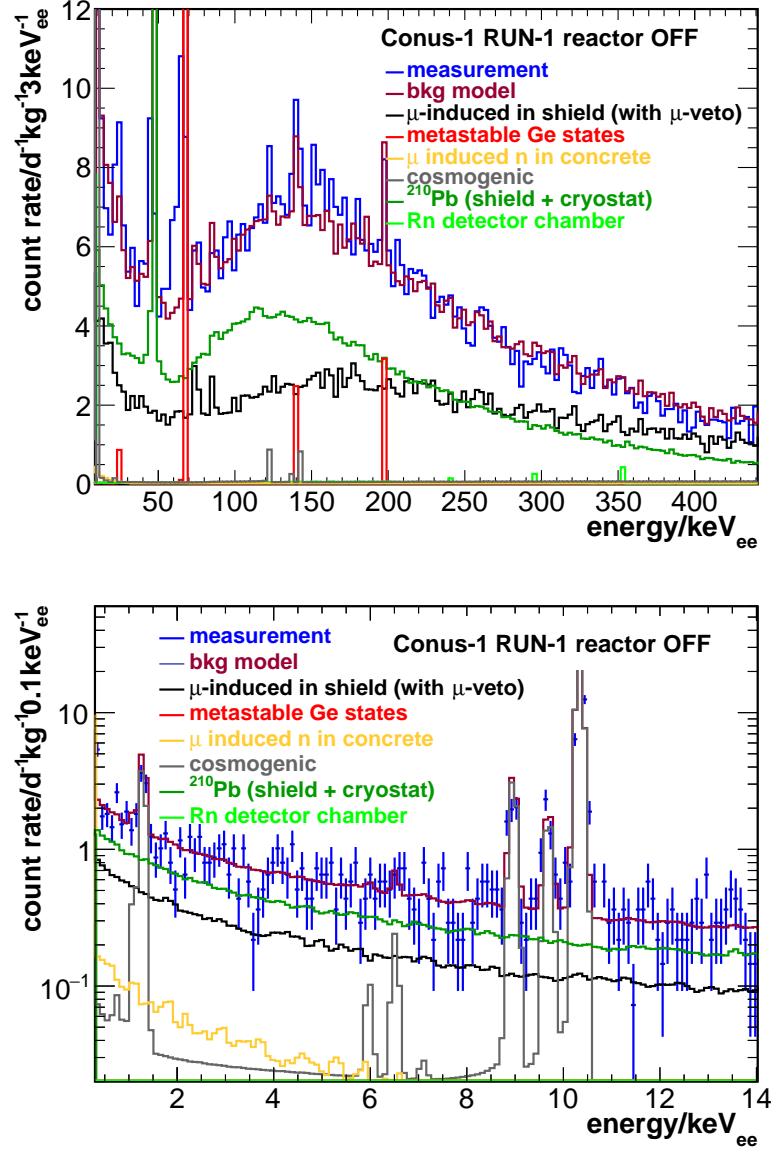 Conus-1 RUN-1 reactor OFF
measurement
bkg model
μ-induced in shield (with μ-veto)
metastable Ge states
μ induced n in concrete
cosmogenic
²¹⁰Pb (shield + cryostat)
Rn detector chamber
count rate/d⁻¹kg⁻¹3keVₑₑ
12
10
8
6
4
2
0
50 100 150 200 250 300 350 400
energy/keVₑₑ
Conus-1 RUN-1 reactor OFF
measurement
bkg model
μ-induced in shield (with μ-veto)
metastable Ge states
μ induced n in concrete
cosmogenic
²¹⁰Pb (shield + cryostat)
Rn detector chamber
count rate/d⁻¹kg⁻¹0.1keVₑₑ
10
1
10⁻¹
2 4 6 8 10 12 14
energy/keVₑₑ